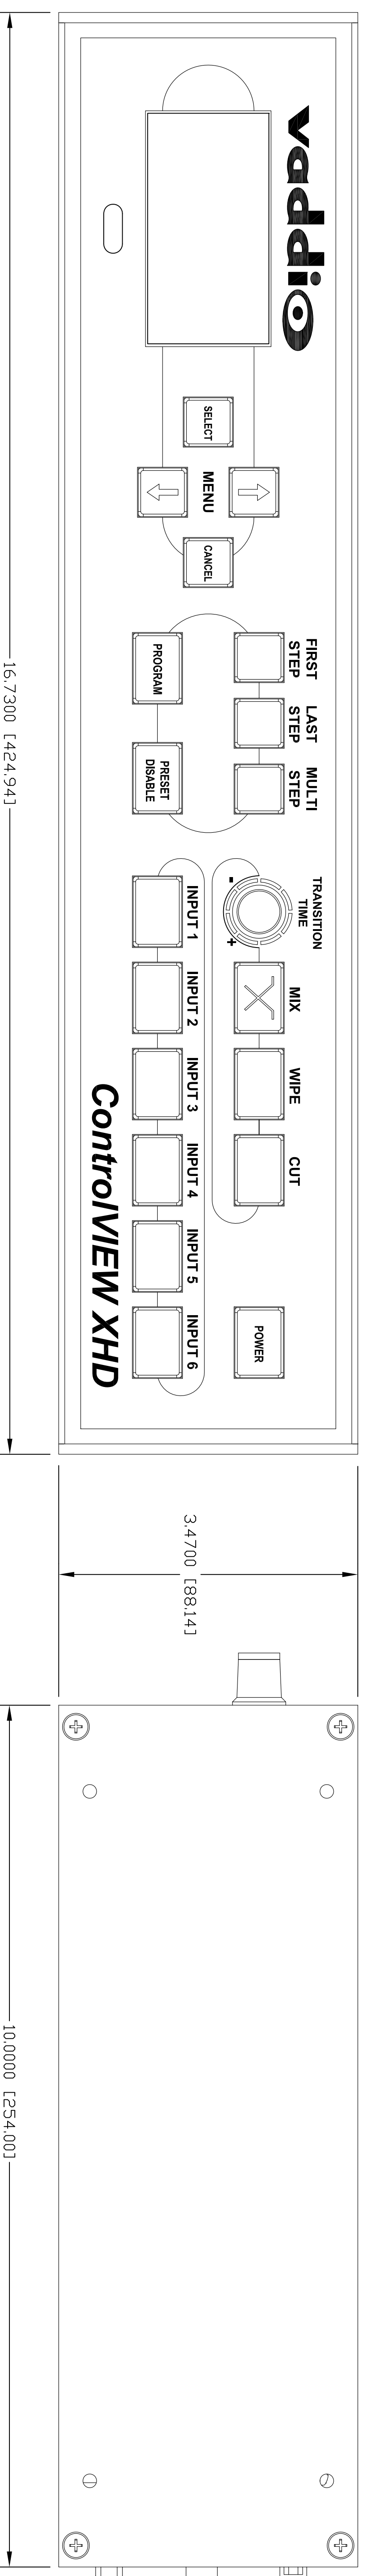 vaddio
SELECT
MENU
CANCEL
FIRST
STEP
LAST
STEP
MULTI
STEP
PROGRAM
PRESET
DISABLE
TRANSITION
TIME
-
+
MIX
WIPE
CUT
POWER
INPUT 1
INPUT 2
INPUT 3
INPUT 4
INPUT 5
INPUT 6
ControlVIEW XHD
16.7300 [424.94]
3.4700 [88.14]
10.0000 [254.00]